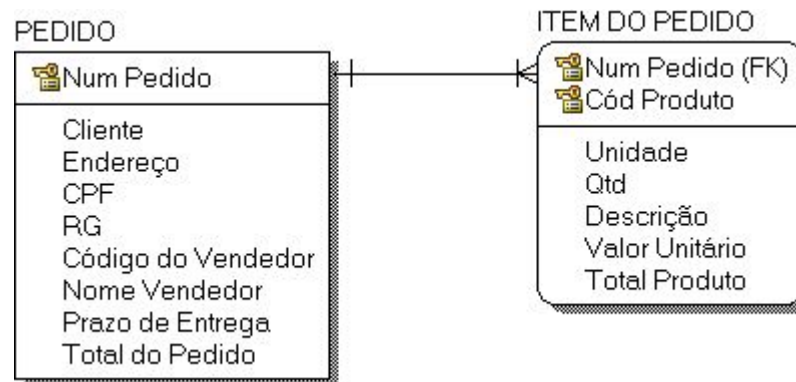 PEDIDO
Num Pedido
Cliente
Endereço
CPF
RG
Código do Vendedor
Nome Vendedor
Prazo de Entrega
Total do Pedido
ITEM DO PEDIDO
Num Pedido (FK)
Cód Produto
Unidade
Qtd
Descrição
Valor Unitário
Total Produto